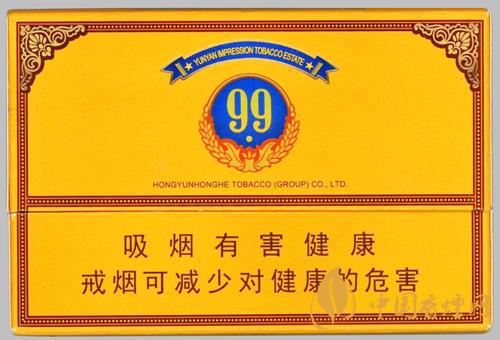 ★ YUNYAN IMPRESSION TOBACCO ESTATE ★
99
HONGYUNHONGHE TOBACCO (GROUP) CO., LTD.
吸烟有害健康
戒烟可减少对健康的危害
中国香烟网